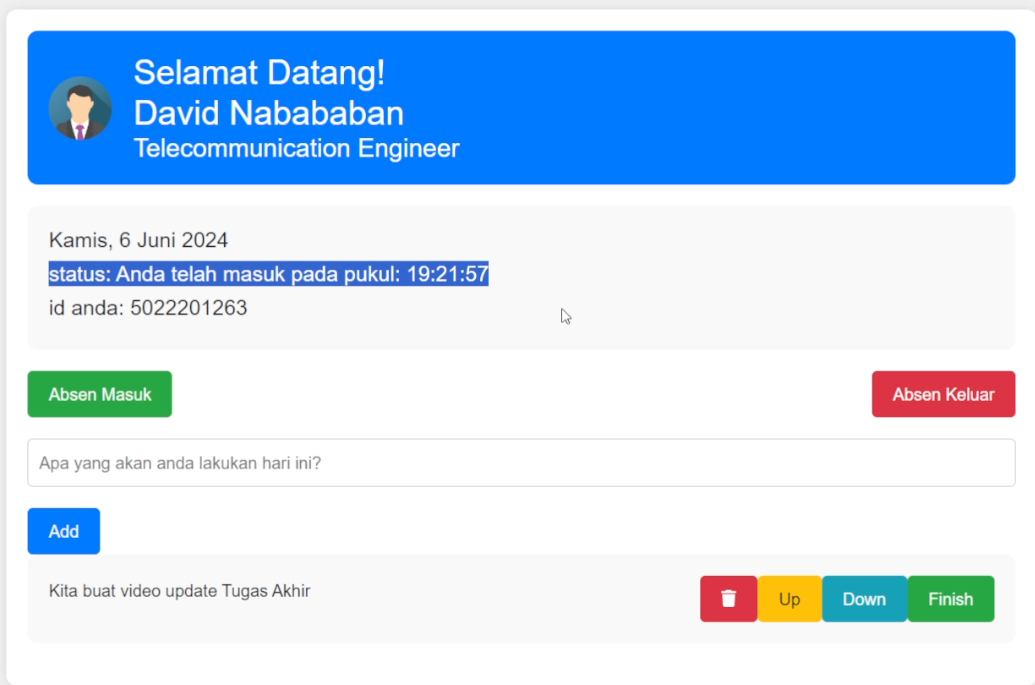 Selamat Datang!
David Nabababan
Telecommunication Engineer
Kamis, 6 Juni 2024
status: Anda telah masuk pada pukul: 19:21:57
id anda: 5022201263
Absen Masuk
Absen Keluar
Apa yang akan anda lakukan hari ini?
Add
Kita buat video update Tugas Akhir
Up
Down
Finish